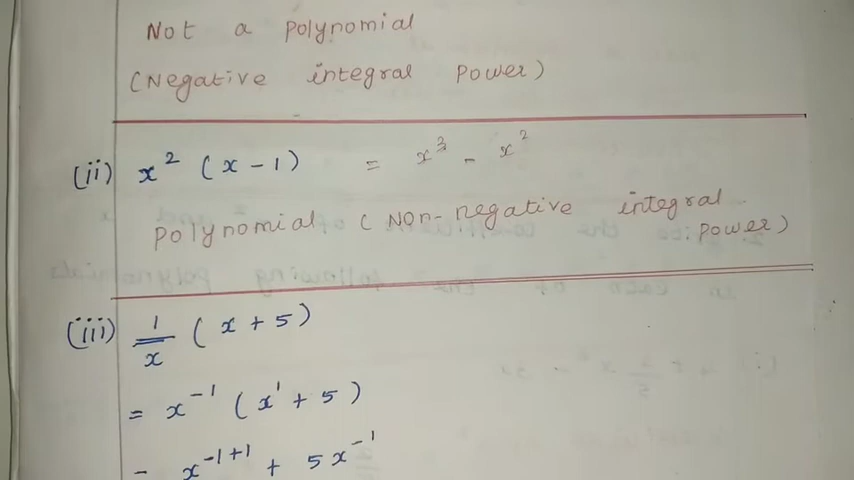 Not a polynomial
(Negative integral power)
(ii) x² (x - 1) = x³ - x²
polynomial (Non-negative integral power)
(iii) 1/x (x + 5)
= x⁻¹ (x¹ + 5)
= x⁻¹⁺¹ + 5x⁻¹